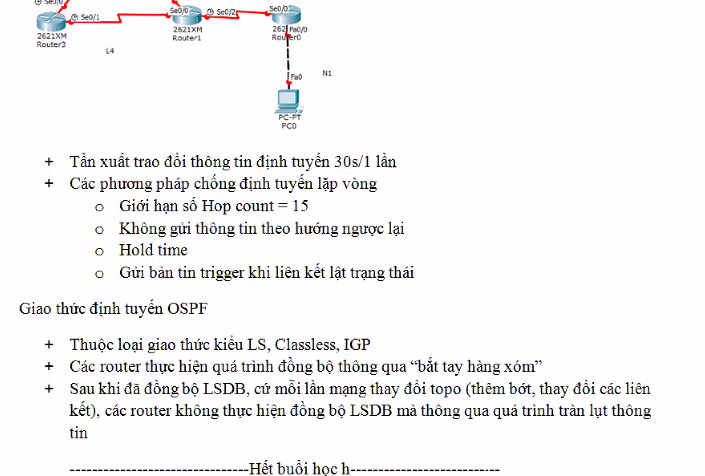 Se0/0
Se0/1
2621XM
Router3
L4
Se0/0
Se0/2
2621XM
Router1
Se0/0
Fa0/0
Router0
Fa0
N1
PC-PT
PC0
+ Tần xuất trao đổi thông tin định tuyến 30s/1 lần
+ Các phương pháp chống định tuyến lặp vòng
o Giới hạn số Hop count = 15
o Không gửi thông tin theo hướng ngược lại
o Hold time
o Gửi bản tin trigger khi liên kết lật trạng thái
Giao thức định tuyến OSPF
+ Thuộc loại giao thức kiểu LS, Classless, IGP
+ Các router thực hiện quá trình đồng bộ thông qua “bắt tay hàng xóm”
+ Sau khi đã đồng bộ LSDB, cứ mỗi lần mạng thay đổi topo (thêm bớt, thay đổi các liên
kết), các router không thực hiện đồng bộ LSDB mà thông qua quá trình tràn lụt thông
tin
--------------------------------Hết buổi học h---------------------------